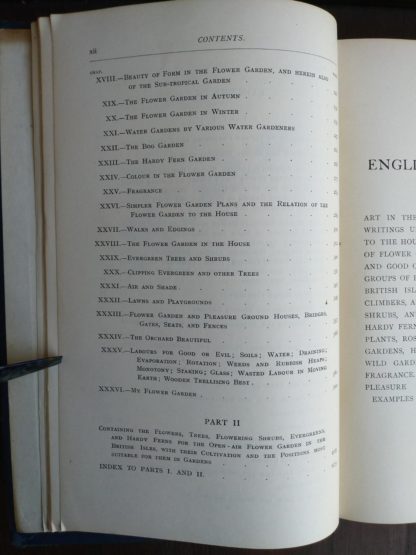 xii
CONTENTS.
CHAP.
XVIII.—Beauty of Form in the Flower Garden, and herein also
of the Sub-tropical Garden
XIX.—The Flower Garden in Autumn
XX.—The Flower Garden in Winter
XXI.—Water Gardens by Various Water Gardeners
XXII.—The Bog Garden
XXIII.—The Hardy Fern Garden
XXIV.—Colour in the Flower Garden
XXV.—Fragrance
XXVI.—Simpler Flower Garden Plans and the Relation of the
Flower Garden to the House
XXVII.—Walks and Edgings
XXVIII.—The Flower Garden in the House
XXIX.—Evergreen Trees and Shrubs
XXX.—Clipping Evergreen and other Trees
XXXI.—Air and Shade
XXXII.—Lawns and Playgrounds
XXXIII.—Flower Garden and Pleasure Ground Houses, Bridges,
Gates, Seats, and Fences
XXXIV.—The Orchard Beautiful
XXXV.—Labours for Good or Evil; Soils; Water; Draining;
Evaporation; Rotation; Weeds and Rubbish Heaps;
Monotony; Staking; Glass; Wasted Labour in Moving
Earth; Wooden Trellising Best
XXXVI.—My Flower Garden
PART II
Containing the Flowers, Trees, Flowering Shrubs, Evergreens,
and Hardy Ferns for the Open-air Flower Garden in the
British Isles, with their Cultivation and the Positions most
suitable for them in Gardens
INDEX TO PARTS I. AND II.
ENGL
ART IN THE
WRITINGS U
TO THE HOU
OF FLOWER
AND GOOD O
GROUPS OF
BRITISH ISL
CLIMBERS, A
SHRUBS, AN
HARDY FER
PLANTS, ROS
GARDENS, H
WILD GARD
FRAGRANCE.
PLEASURE
EXAMPLES